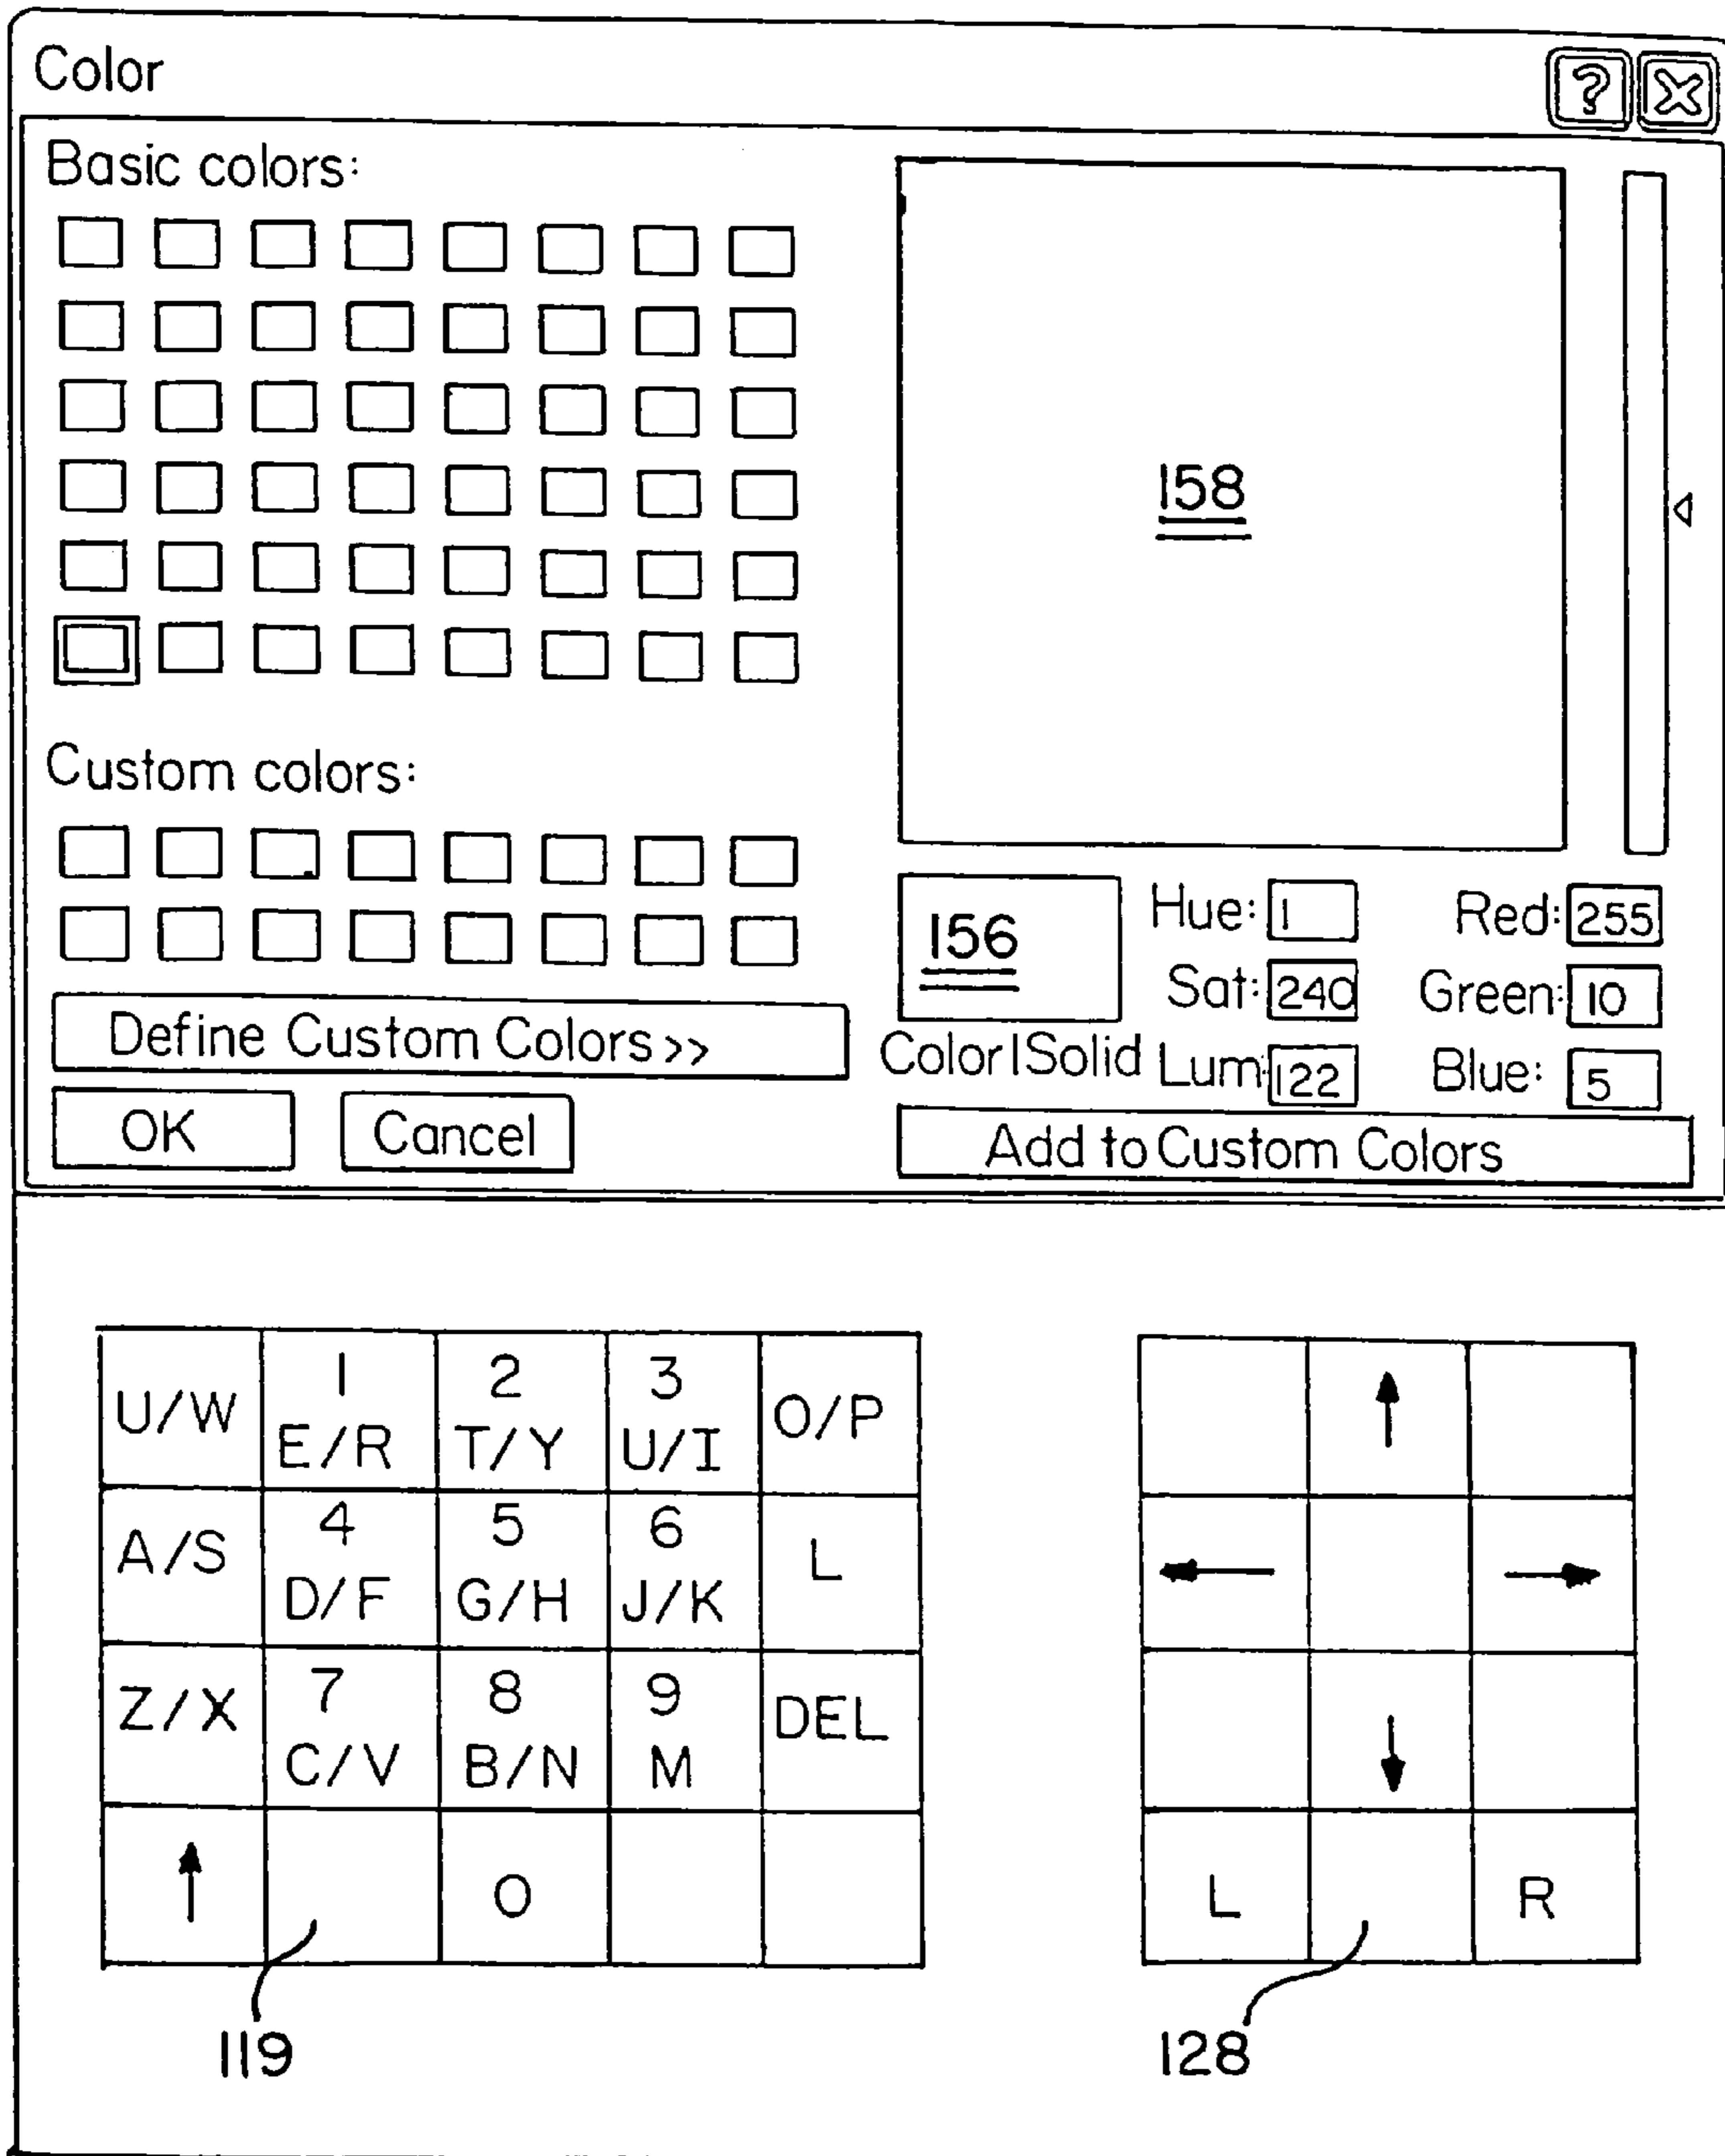 Color ? X
Basic colors:
158
Custom colors:
156
Hue: 1 Red: 255
Sat: 240 Green: 10
Color|Solid Lum: 122 Blue: 5
Define Custom Colors >>
OK Cancel
Add to Custom Colors
U/W 1 E/R 2 T/Y 3 U/I O/P
A/S 4 D/F 5 G/H 6 J/K L
Z/X 7 C/V 8 B/N 9 M DEL
0
L R
119
128